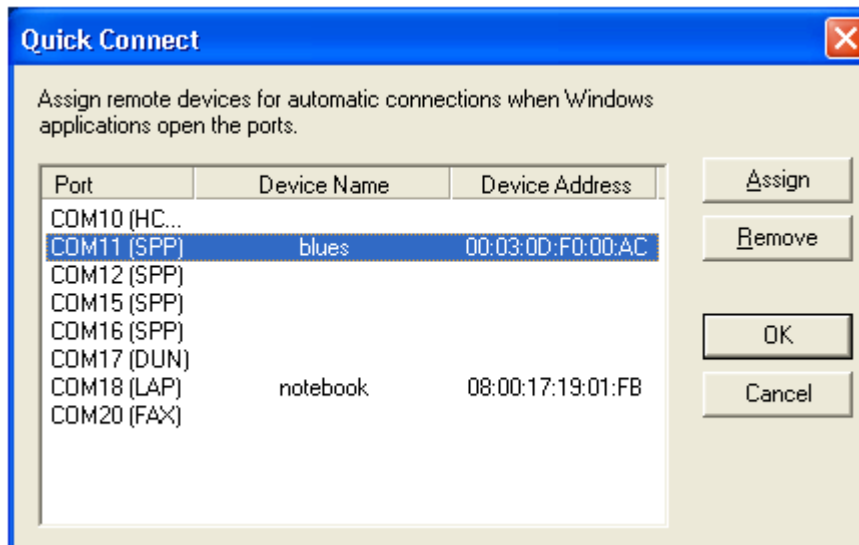 Quick Connect
Assign remote devices for automatic connections when Windows
applications open the ports.
Port Device Name Device Address
COM10 (HC...
COM11 (SPP) blues 00:03:0D:F0:00:AC
COM12 (SPP)
COM15 (SPP)
COM16 (SPP)
COM17 (DUN)
COM18 (LAP) notebook 08:00:17:19:01:FB
COM20 (FAX)
Assign
Remove
OK
Cancel